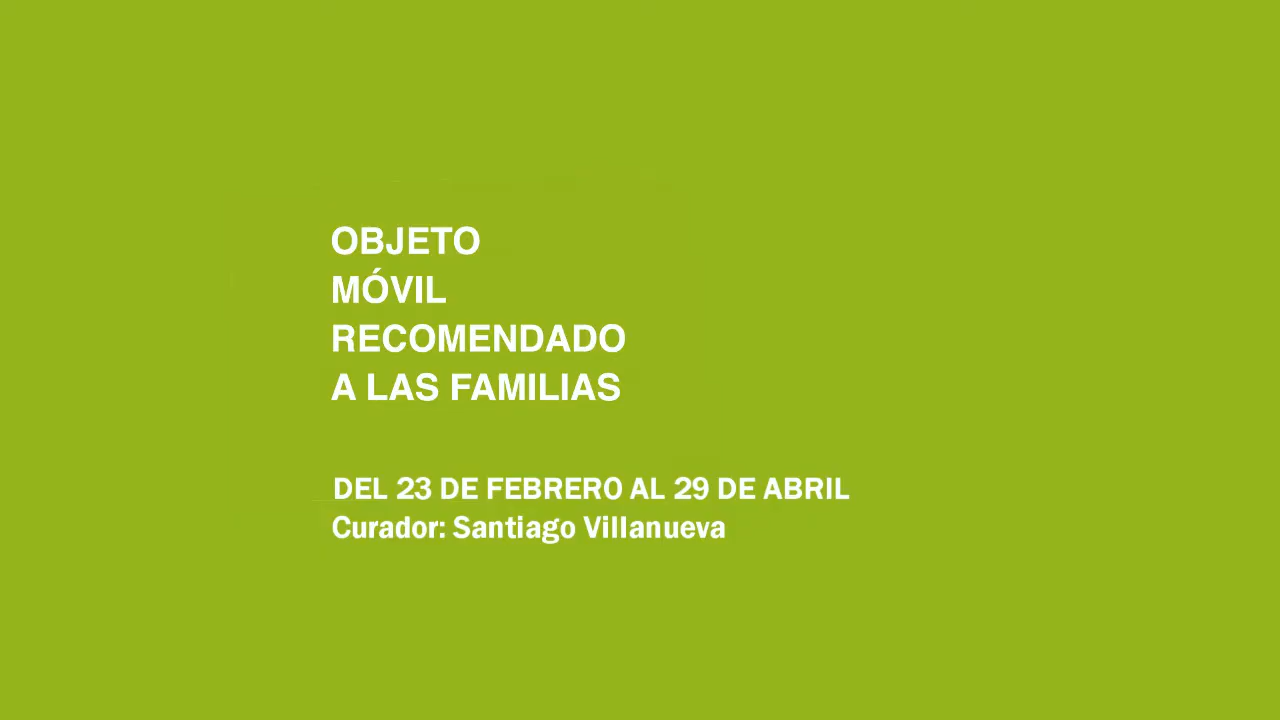 OBJETO
MÓVIL
RECOMENDADO
A LAS FAMILIAS
DEL 23 DE FEBRERO AL 29 DE ABRIL
Curador: Santiago Villanueva